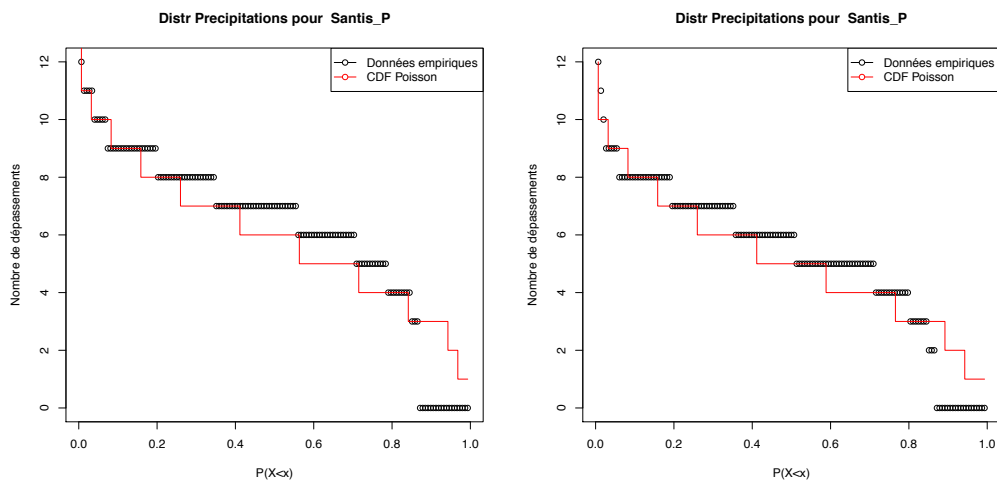 Distr Precipitations pour Santis_P
Nombre de dépassements
12
10
8
6
4
2
0
Données empiriques
CDF Poisson
0.0 0.2 0.4 0.6 0.8 1.0
P(X<x)
Distr Precipitations pour Santis_P
Nombre de dépassements
12
10
8
6
4
2
0
Données empiriques
CDF Poisson
0.0 0.2 0.4 0.6 0.8 1.0
P(X<x)